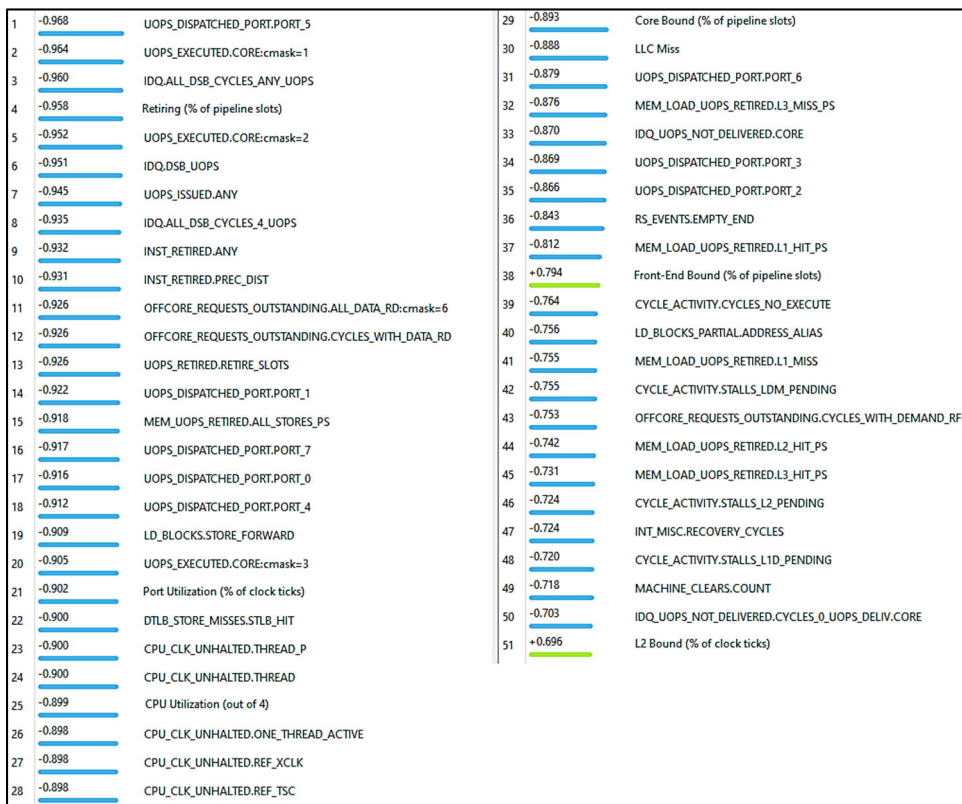 1 -0.968 UOPS_DISPATCHED_PORT.PORT_5
2 -0.964 UOPS_EXECUTED.CORE:cmask=1
3 -0.960 IDQ.ALL_DSB_CYCLES_ANY_UOPS
4 -0.958 Retiring (% of pipeline slots)
5 -0.952 UOPS_EXECUTED.CORE:cmask=2
6 -0.951 IDQ.DSB_UOPS
7 -0.945 UOPS_ISSUED.ANY
8 -0.935 IDQ.ALL_DSB_CYCLES_4_UOPS
9 -0.932 INST_RETIRED.ANY
10 -0.931 INST_RETIRED.PREC_DIST
11 -0.926 OFFCORE_REQUESTS_OUTSTANDING.ALL_DATA_RD:cmask=6
12 -0.926 OFFCORE_REQUESTS_OUTSTANDING.CYCLES_WITH_DATA_RD
13 -0.926 UOPS_RETIRED.RETIRE_SLOTS
14 -0.922 UOPS_DISPATCHED_PORT.PORT_1
15 -0.918 MEM_UOPS_RETIRED.ALL_STORES_PS
16 -0.917 UOPS_DISPATCHED_PORT.PORT_7
17 -0.916 UOPS_DISPATCHED_PORT.PORT_0
18 -0.912 UOPS_DISPATCHED_PORT.PORT_4
19 -0.909 LD_BLOCKS.STORE_FORWARD
20 -0.905 UOPS_EXECUTED.CORE:cmask=3
21 -0.902 Port Utilization (% of clock ticks)
22 -0.900 DTLB_STORE_MISSES.STLB_HIT
23 -0.900 CPU_CLK_UNHALTED.THREAD_P
24 -0.900 CPU_CLK_UNHALTED.THREAD
25 -0.899 CPU Utilization (out of 4)
26 -0.898 CPU_CLK_UNHALTED.ONE_THREAD_ACTIVE
27 -0.898 CPU_CLK_UNHALTED.REF_XCLK
28 -0.898 CPU_CLK_UNHALTED.REF_TSC
29 -0.893 Core Bound (% of pipeline slots)
30 -0.888 LLC Miss
31 -0.879 UOPS_DISPATCHED_PORT.PORT_6
32 -0.876 MEM_LOAD_UOPS_RETIRED.L3_MISS_PS
33 -0.870 IDQ_UOPS_NOT_DELIVERED.CORE
34 -0.869 UOPS_DISPATCHED_PORT.PORT_3
35 -0.866 UOPS_DISPATCHED_PORT.PORT_2
36 -0.843 RS_EVENTS.EMPTY_END
37 -0.812 MEM_LOAD_UOPS_RETIRED.L1_HIT_PS
38 +0.794 Front-End Bound (% of pipeline slots)
39 -0.764 CYCLE_ACTIVITY.CYCLES_NO_EXECUTE
40 -0.756 LD_BLOCKS_PARTIAL.ADDRESS_ALIAS
41 -0.755 MEM_LOAD_UOPS_RETIRED.L1_MISS
42 -0.755 CYCLE_ACTIVITY.STALLS_LDM_PENDING
43 -0.753 OFFCORE_REQUESTS_OUTSTANDING.CYCLES_WITH_DEMAND_RF
44 -0.742 MEM_LOAD_UOPS_RETIRED.L2_HIT_PS
45 -0.731 MEM_LOAD_UOPS_RETIRED.L3_HIT_PS
46 -0.724 CYCLE_ACTIVITY.STALLS_L2_PENDING
47 -0.724 INT_MISC.RECOVERY_CYCLES
48 -0.720 CYCLE_ACTIVITY.STALLS_L1D_PENDING
49 -0.718 MACHINE_CLEARS.COUNT
50 -0.703 IDQ_UOPS_NOT_DELIVERED.CYCLES_0_UOPS_DELIV.CORE
51 +0.696 L2 Bound (% of clock ticks)